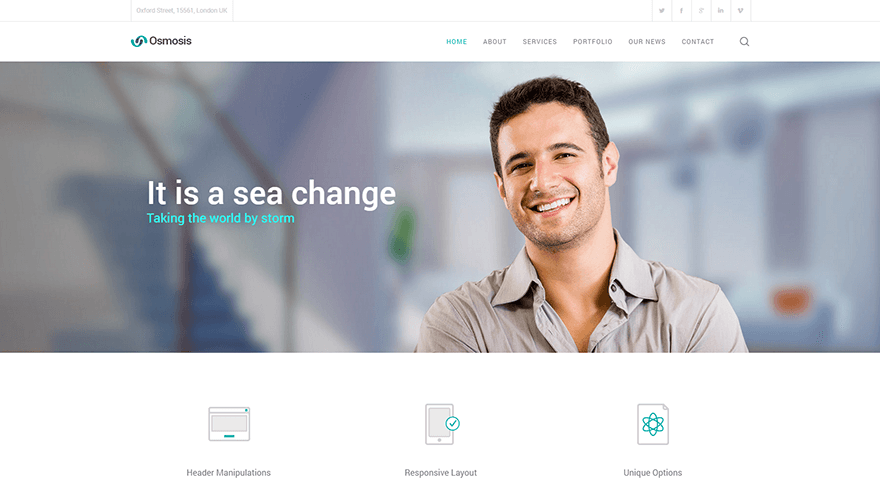 Oxford Street, 15561, London UK
Osmosis
HOME ABOUT SERVICES PORTFOLIO OUR NEWS CONTACT
It is a sea change
Taking the world by storm
Header Manipulations Responsive Layout Unique Options